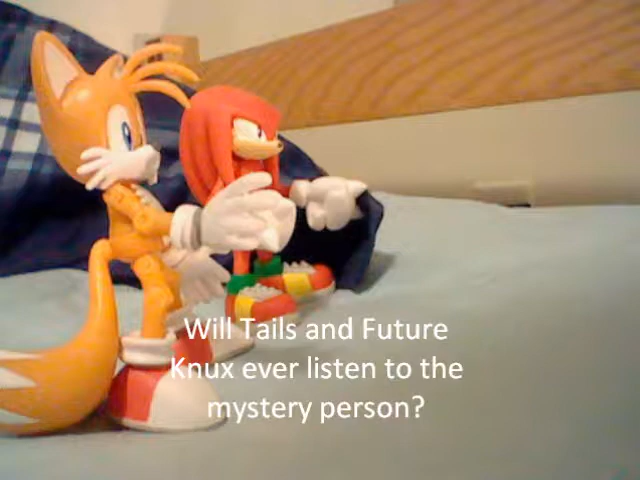 Will Tails and Future
Knux ever listen to the
mystery person?